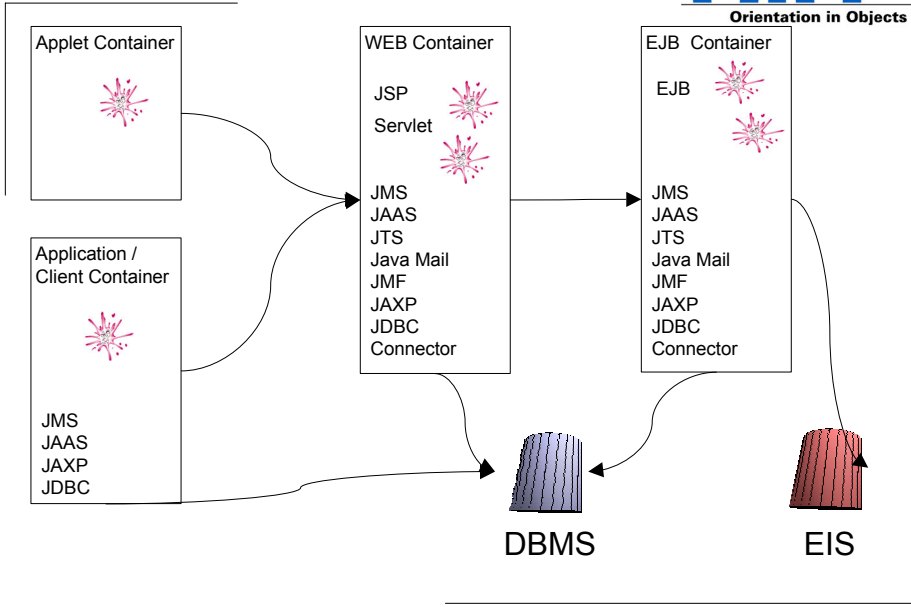 Orientation in Objects
Applet Container
WEB Container
JSP
Servlet
JMS
JAAS
JTS
Java Mail
JMF
JAXP
JDBC
Connector
EJB Container
EJB
JMS
JAAS
JTS
Java Mail
JMF
JAXP
JDBC
Connector
Application /
Client Container
JMS
JAAS
JAXP
JDBC
DBMS
EIS